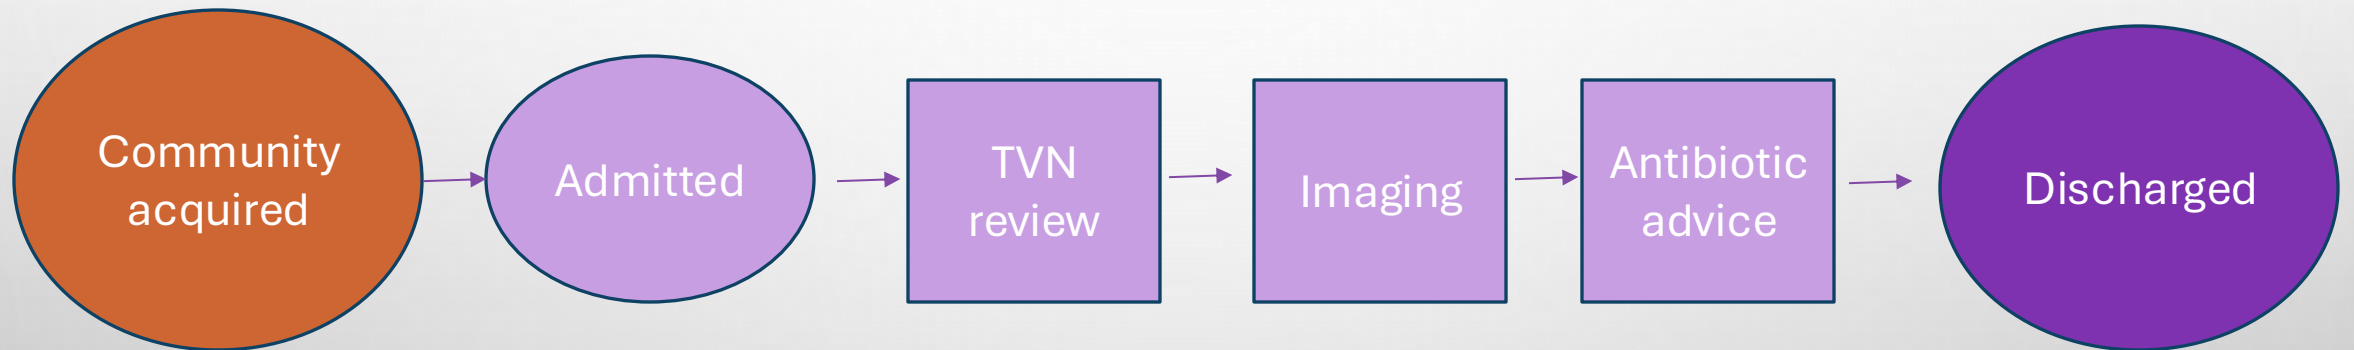 Community
acquired
Admitted
TVN
review
Imaging
Antibiotic
advice
Discharged